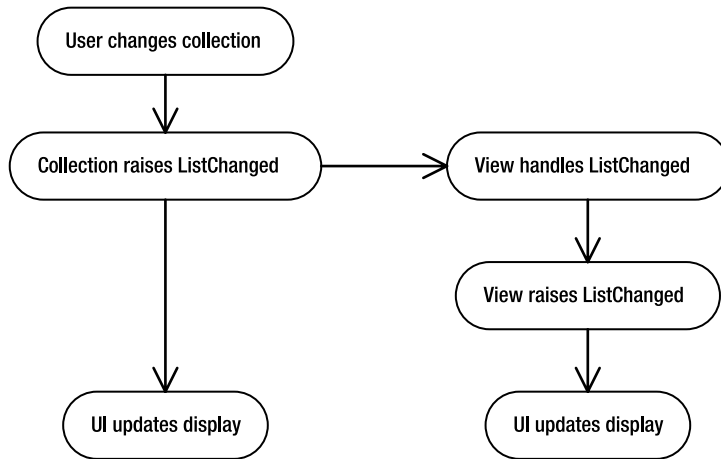 User changes collection
Collection raises ListChanged
View handles ListChanged
View raises ListChanged
UI updates display
UI updates display